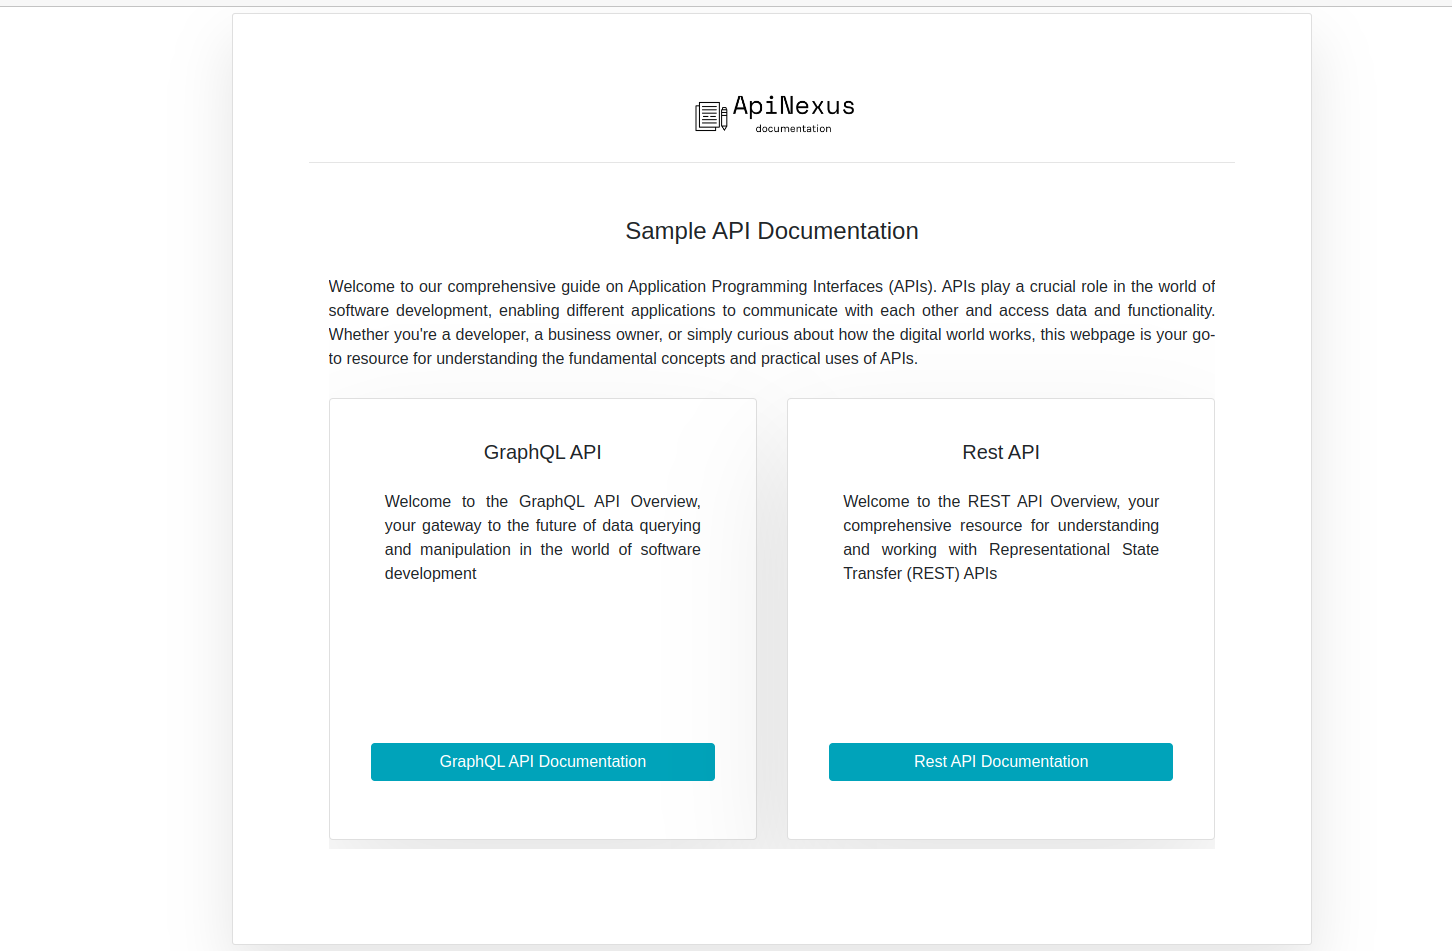 ApiNexus
documentation
Sample API Documentation
Welcome to our comprehensive guide on Application Programming Interfaces (APIs). APIs play a crucial role in the world of
software development, enabling different applications to communicate with each other and access data and functionality.
Whether you're a developer, a business owner, or simply curious about how the digital world works, this webpage is your go-
to resource for understanding the fundamental concepts and practical uses of APIs.
GraphQL API
Welcome to the GraphQL API Overview,
your gateway to the future of data querying
and manipulation in the world of software
development
GraphQL API Documentation
Rest API
Welcome to the REST API Overview, your
comprehensive resource for understanding
and working with Representational State
Transfer (REST) APIs
Rest API Documentation